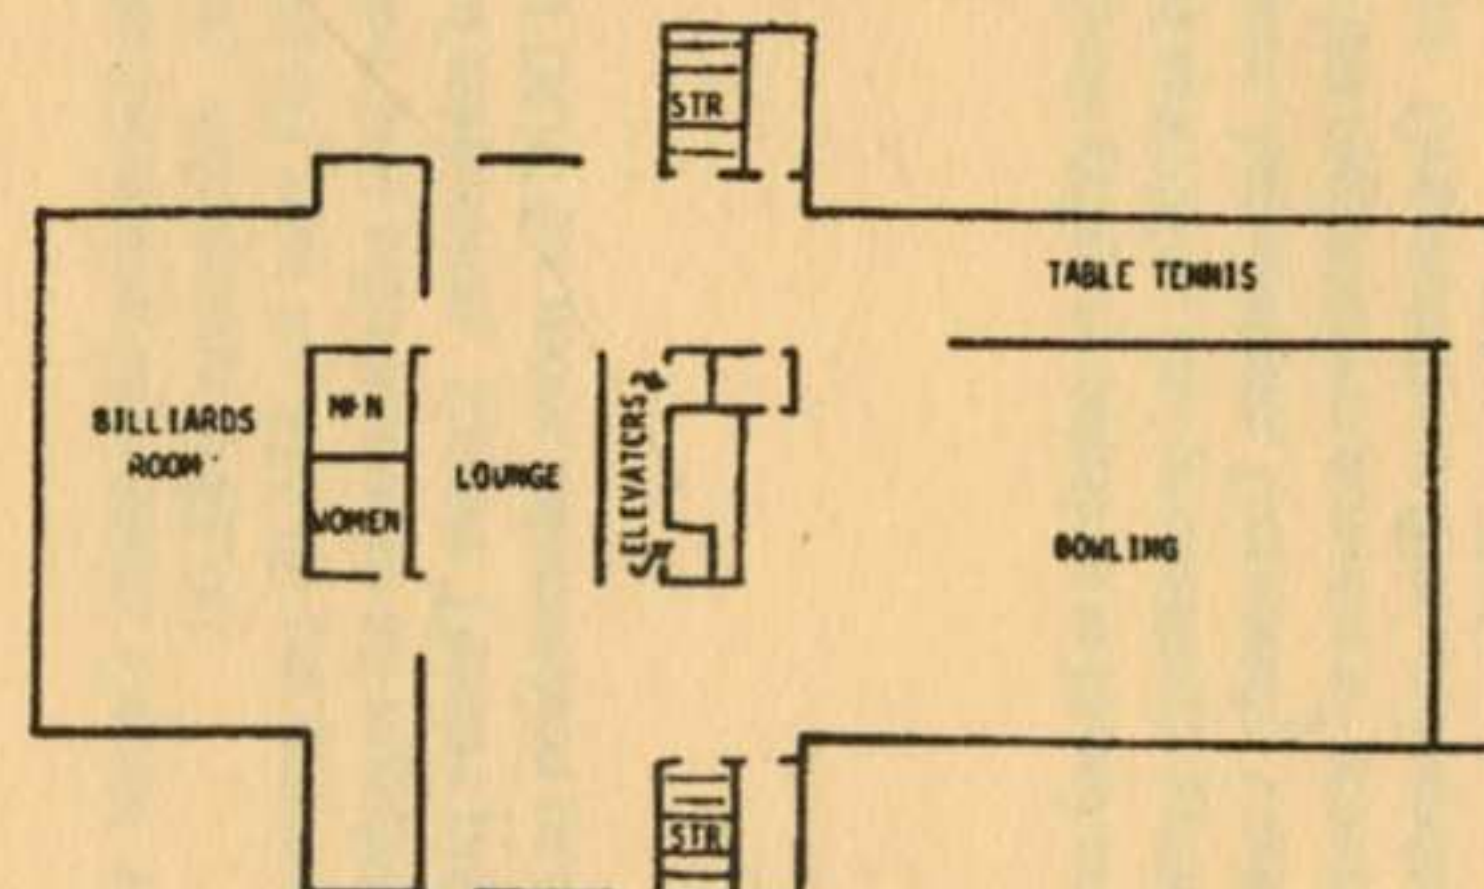 STR
TABLE TENNIS
MEN
BILLIARDS
ROOM
ELEVATORS
LOUNGE
WOMEN
BOWLING
STR